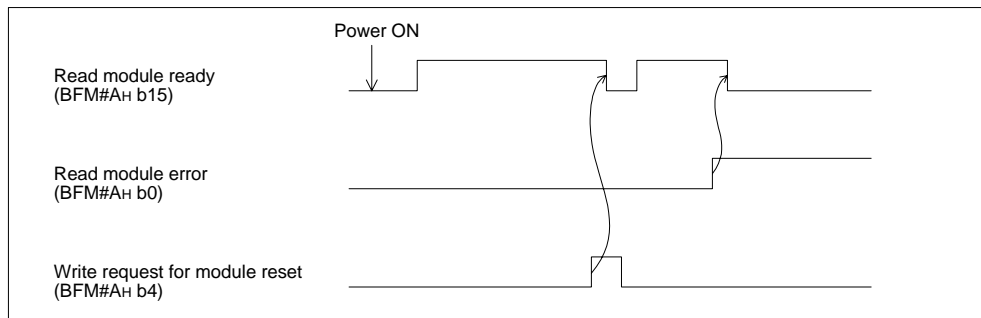 Power ON
Read module ready
(BFM#AH b15)
Read module error
(BFM#AH b0)
Write request for module reset
(BFM#AH b4)